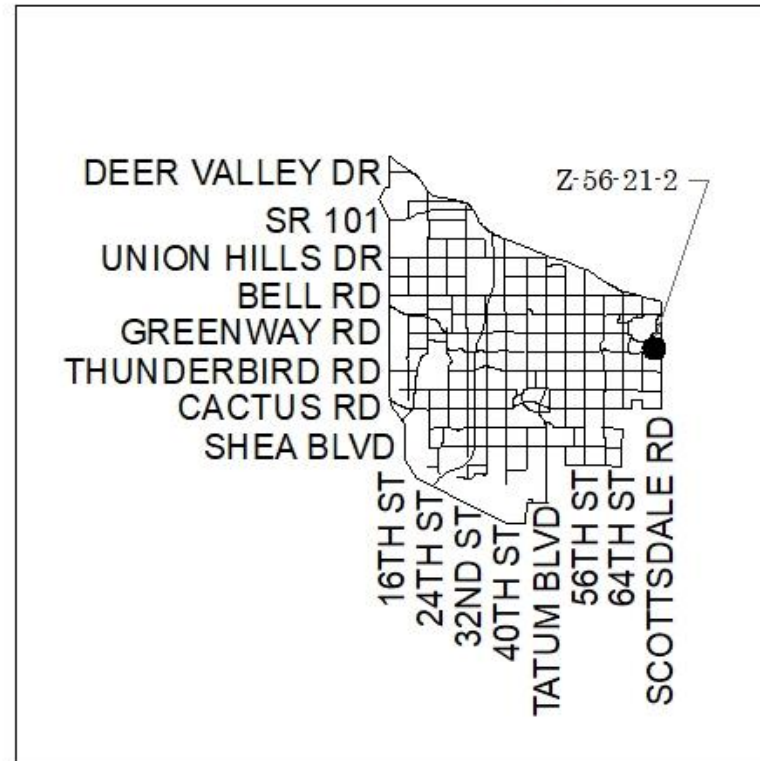 DEER VALLEY DR
Z-56-21-2
SR 101
UNION HILLS DR
BELL RD
GREENWAY RD
THUNDERBIRD RD
CACTUS RD
SHEA BLVD
16TH ST
24TH ST
32ND ST
40TH ST
TATUM BLVD
56TH ST
64TH ST
SCOTTSDALE RD